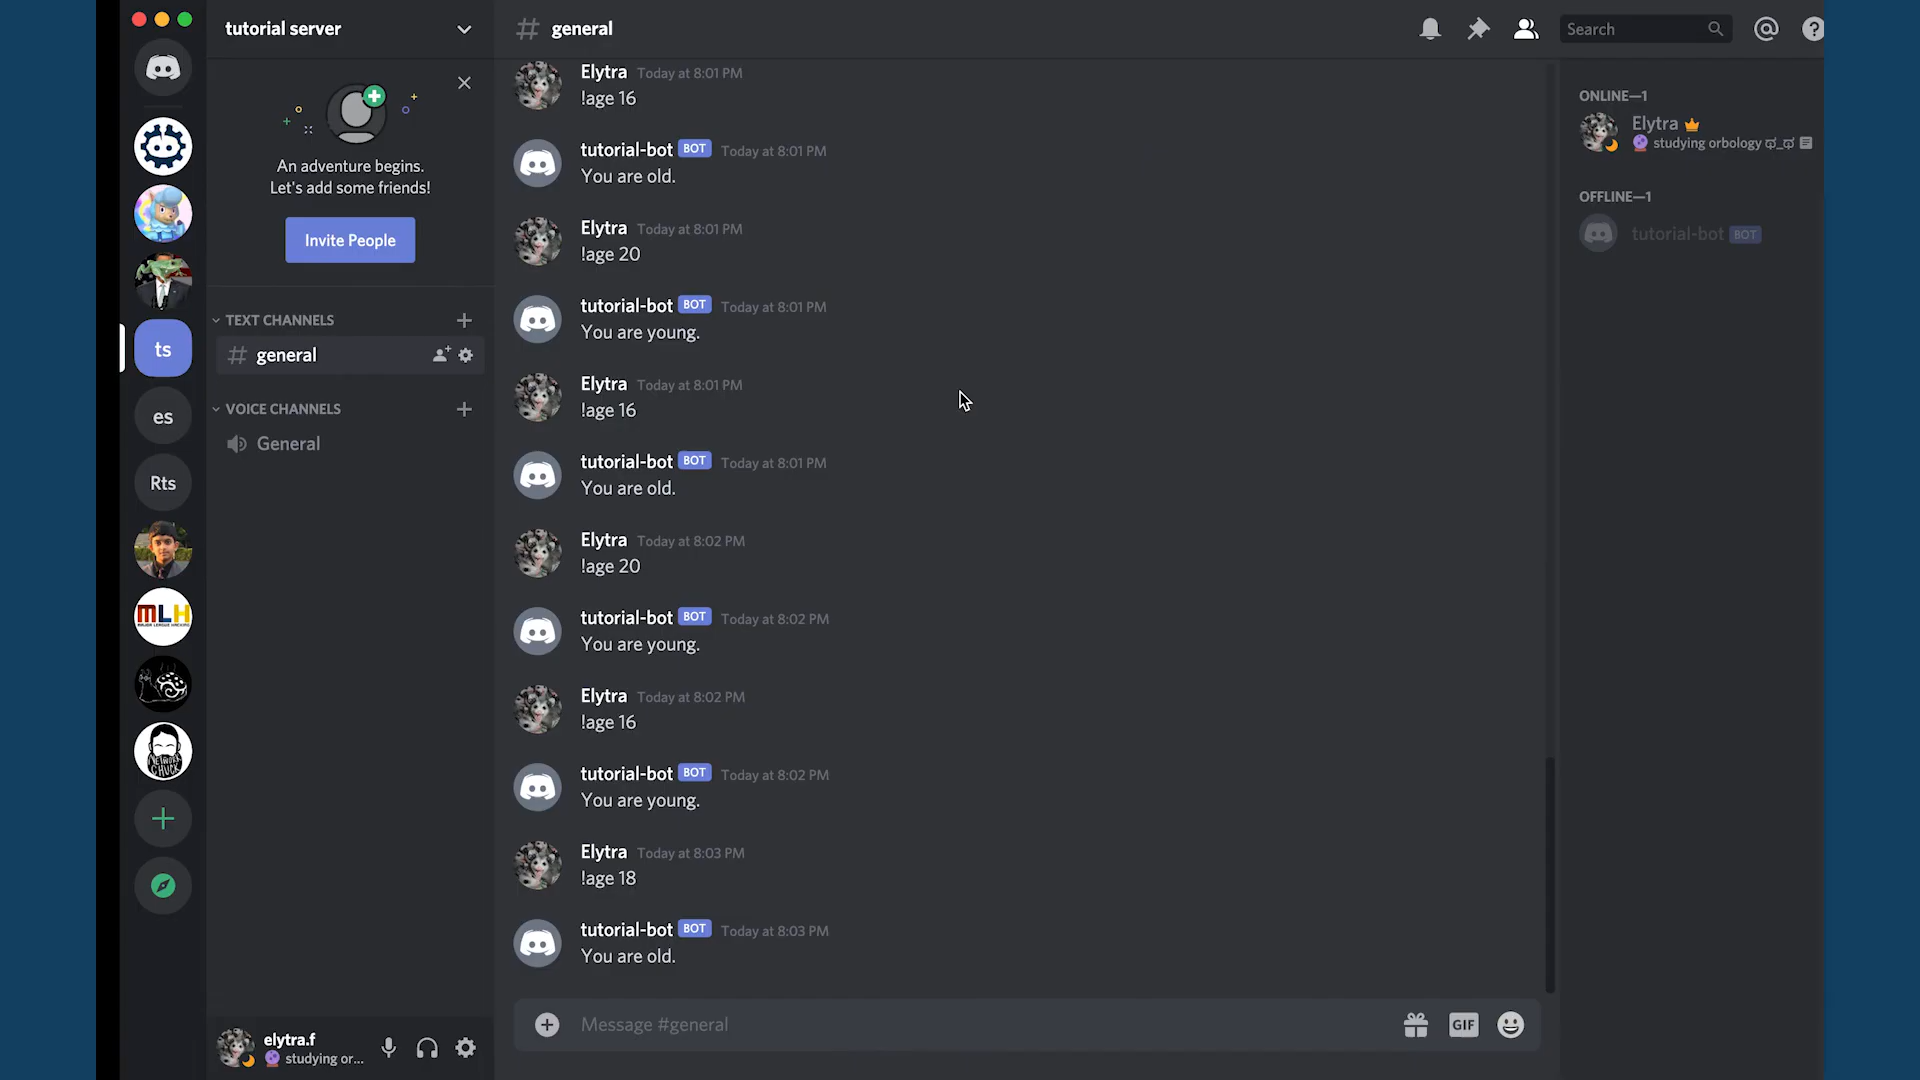 tutorial server
An adventure begins.
Let's add some friends!
Invite People
TEXT CHANNELS
general
VOICE CHANNELS
General
ts
es
Rts
MLH
MAJOR LEAGUE HACKING
NETWORK
CHUCK
elytra.f
studying or...
general
Search
Elytra Today at 8:01 PM
!age 16
tutorial-bot BOT Today at 8:01 PM
You are old.
Elytra Today at 8:01 PM
!age 20
tutorial-bot BOT Today at 8:01 PM
You are young.
Elytra Today at 8:01 PM
!age 16
tutorial-bot BOT Today at 8:01 PM
You are old.
Elytra Today at 8:02 PM
!age 20
tutorial-bot BOT Today at 8:02 PM
You are young.
Elytra Today at 8:02 PM
!age 16
tutorial-bot BOT Today at 8:02 PM
You are young.
Elytra Today at 8:03 PM
!age 18
tutorial-bot BOT Today at 8:03 PM
You are old.
Message #general
GIF
ONLINE—1
Elytra
studying orbology ಠ_ಠ
OFFLINE—1
tutorial-bot BOT